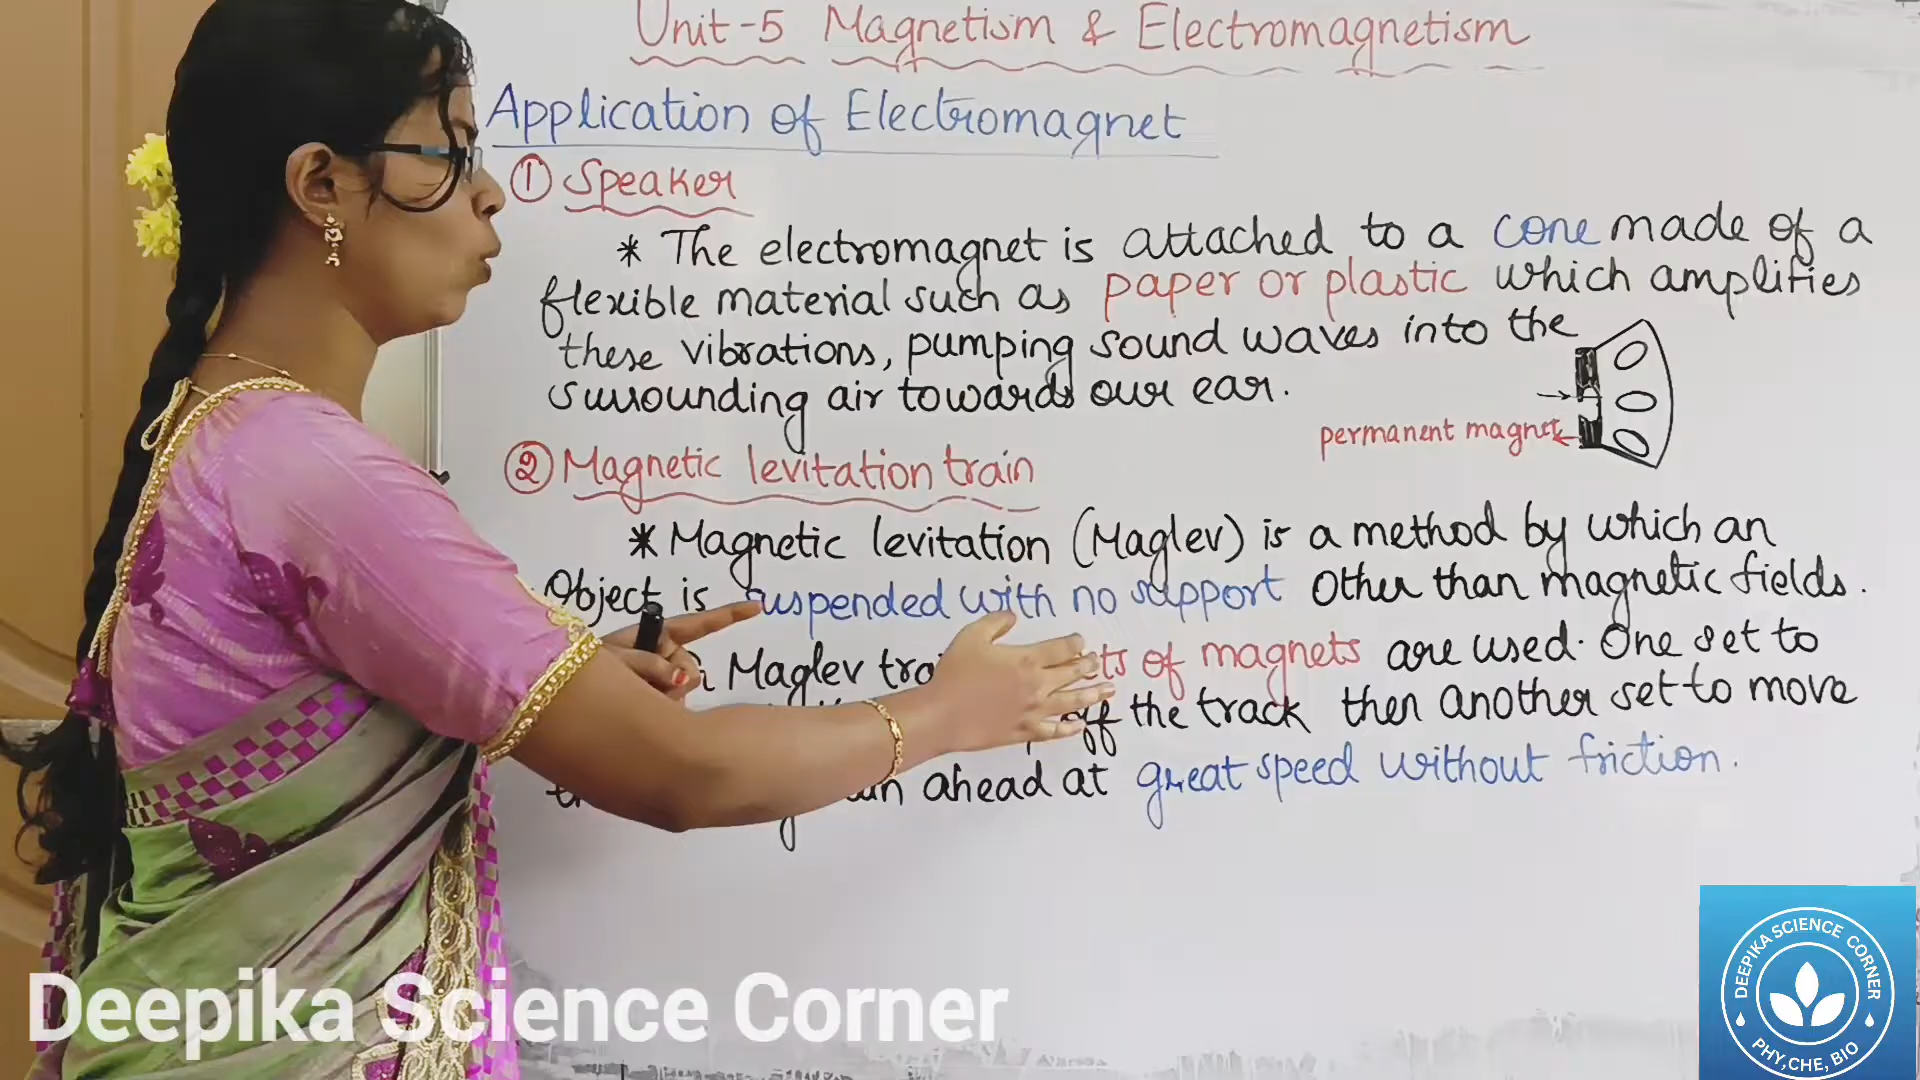 Unit-5 Magnetism & Electromagnetism
Application of Electromagnet
① Speaker
* The electromagnet is attached to a cone made of a
flexible material such as paper or plastic which amplifies
these vibrations, pumping sound waves into the
surrounding air towards our ear.
permanent magnet
② Magnetic levitation train
* Magnetic levitation (Maglev) is a method by which an
Object is suspended with no support Other than magnetic fields.
Maglev of magnets are used. One set to
off the track then another set to move
ahead at great speed without friction.
Deepika Science Corner
DEEPIKA SCIENCE CORNER
PHY,CHE, BIO